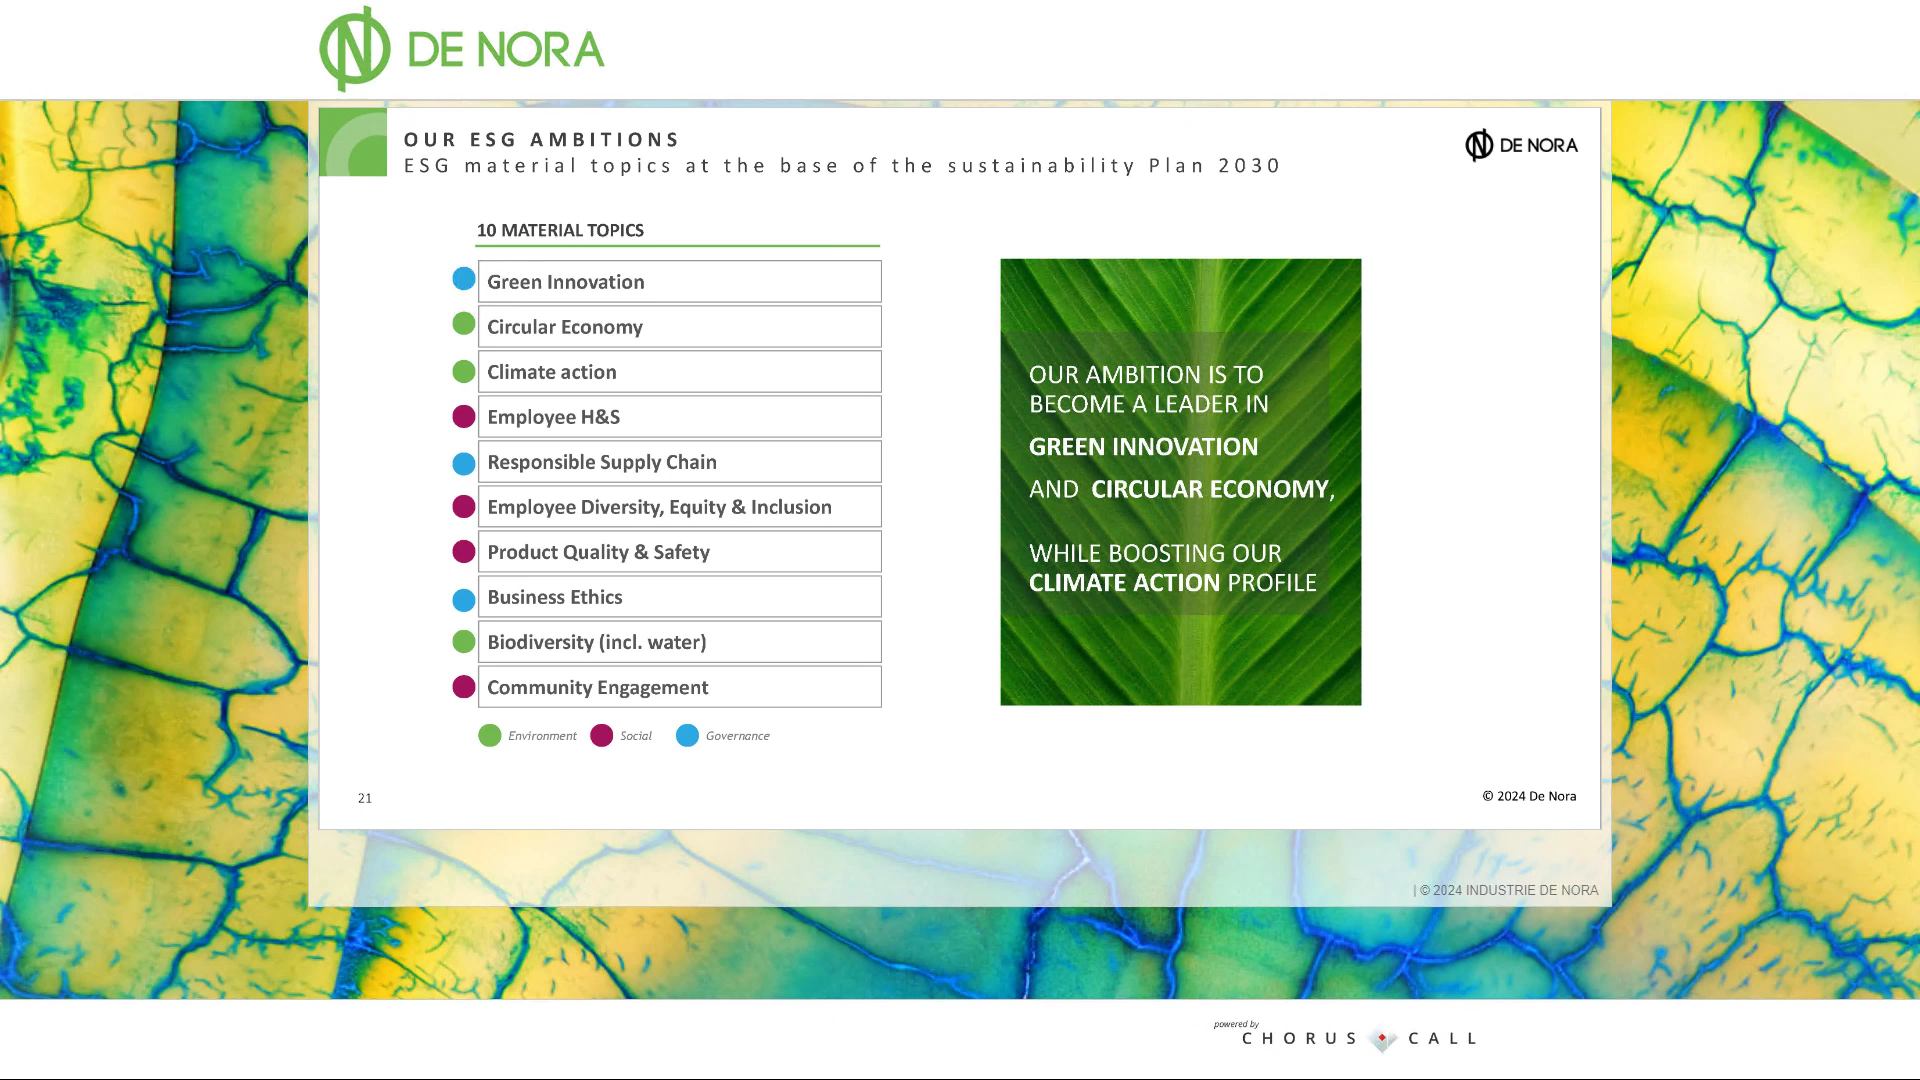 DE NORA
OUR ESG AMBITIONS
ESG material topics at the base of the sustainability Plan 2030
DE NORA
10 MATERIAL TOPICS
Green Innovation
Circular Economy
Climate action
Employee H&S
Responsible Supply Chain
Employee Diversity, Equity & Inclusion
Product Quality & Safety
Business Ethics
Biodiversity (incl. water)
Community Engagement
Environment Social Governance
OUR AMBITION IS TO
BECOME A LEADER IN
GREEN INNOVATION
AND CIRCULAR ECONOMY,
WHILE BOOSTING OUR
CLIMATE ACTION PROFILE
21
© 2024 De Nora
| © 2024 INDUSTRIE DE NORA
powered by
CHORUS CALL